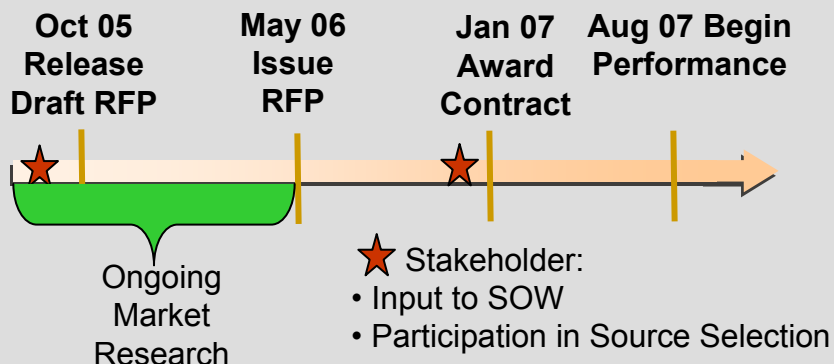 Oct 05
Release
Draft RFP
May 06
Issue
RFP
Jan 07
Award
Contract
Aug 07 Begin
Performance
Ongoing
Market
Research
Stakeholder:
• Input to SOW
• Participation in Source Selection